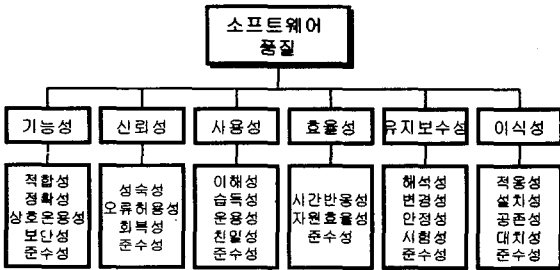 소프트웨어
품질
기능성
신뢰성
사용성
효율성
유지보수성
이식성
적합성
정확성
상호운용성
보안성
준수성
성숙성
오류허용성
회복성
준수성
이해성
습득성
운용성
친밀성
준수성
시간반응성
자원효율성
준수성
해석성
변경성
안정성
시험성
준수성
적응성
설치성
공존성
대치성
준수성